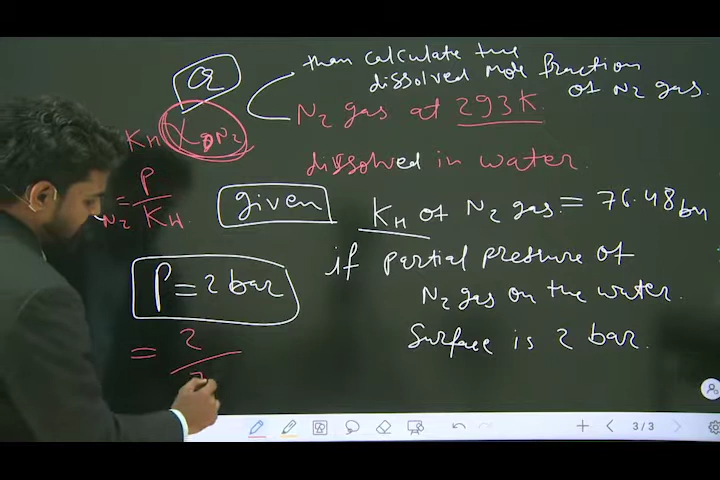 Q
than calculate the
dissolved mole fraction
of N2 gas.
N2 gas at 293K.
dissolved in water.
KH X N2
N2 = P / KH
given
KH of N2 gas = 76.48 bar
if partial pressure of
N2 gas on the water.
Surface is 2 bar.
P = 2 bar
= 2 /
3/3